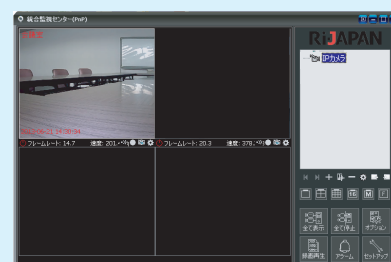 統合監視センター(PnP)
RiJAPAN
IPカメラ
フレームレート: 14.7 速度: 201.
フレームレート: 20.3 速度: 378.
16 M F
全て表示 全て停止 オプション
録画再生 アラーム セットアップ